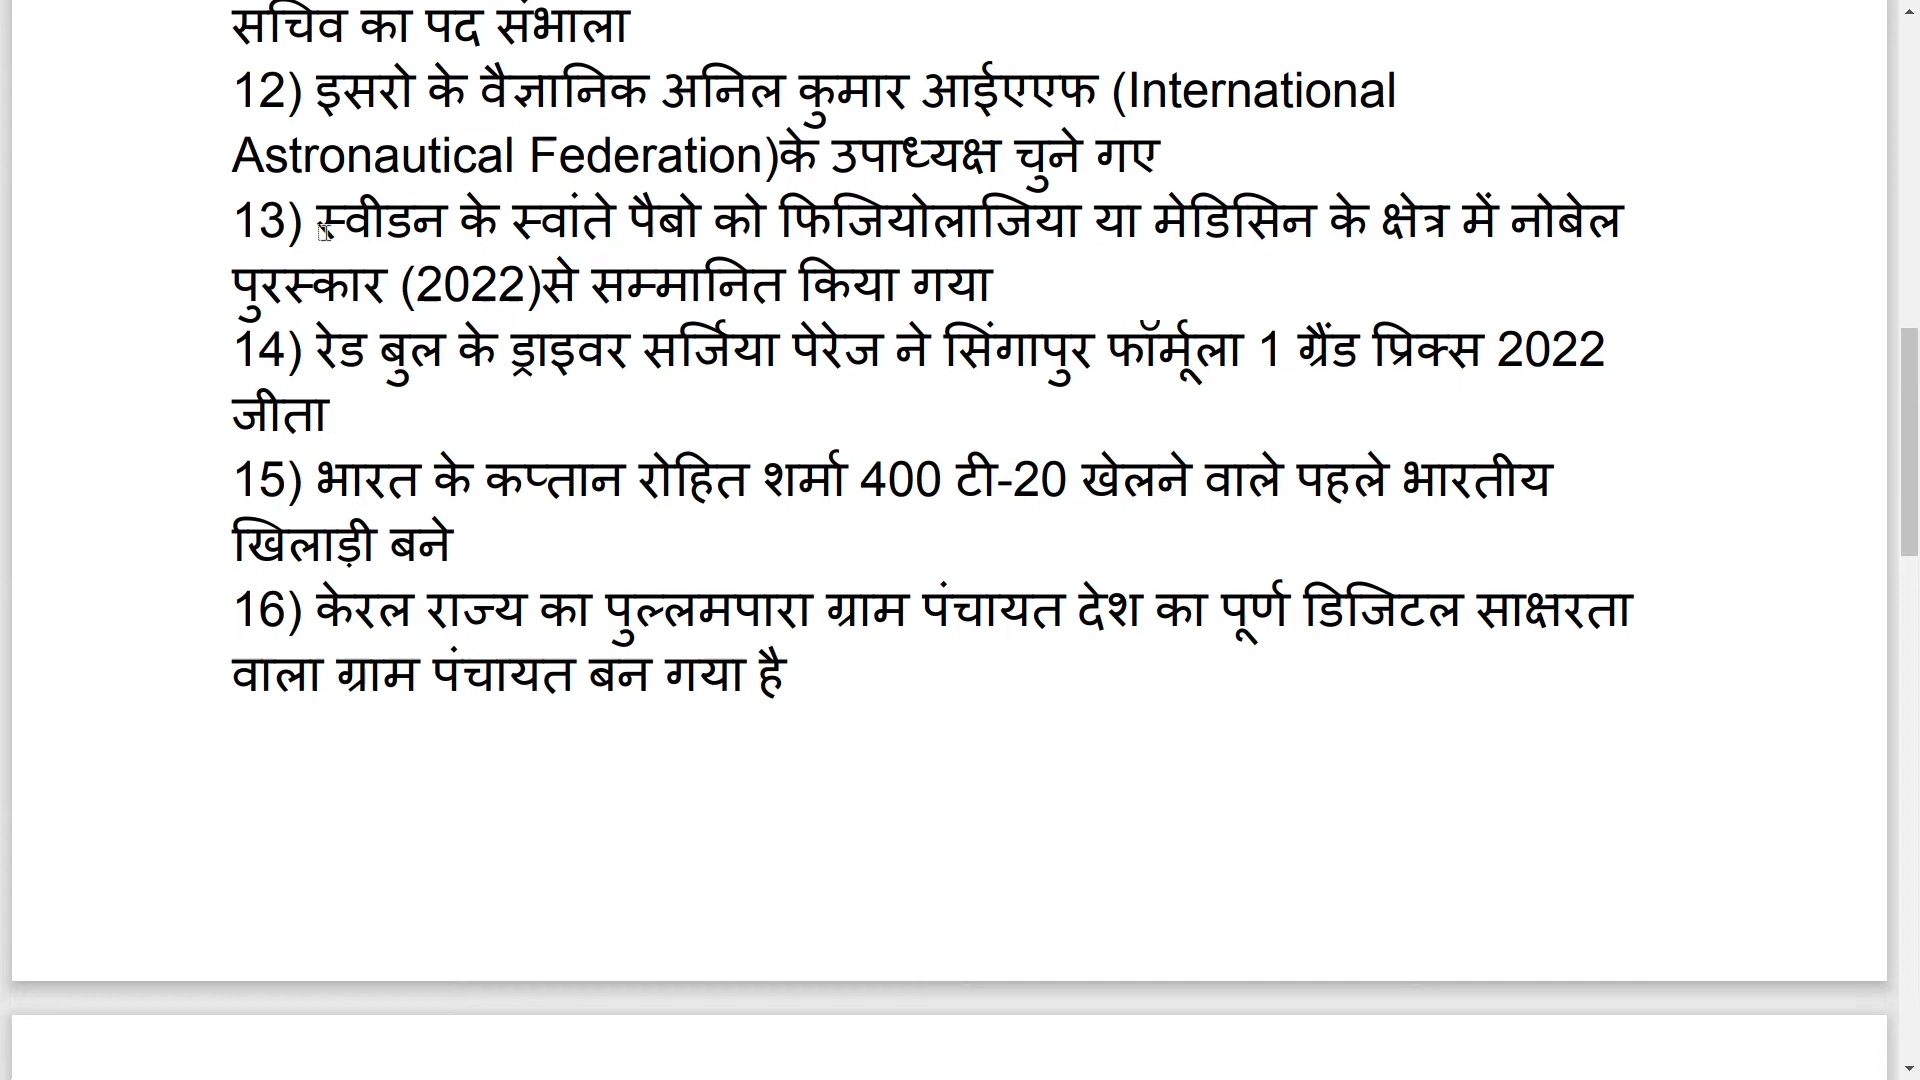 सचिव का पद संभाला
12) इसरो के वैज्ञानिक अनिल कुमार आईएएफ (International
Astronautical Federation)के उपाध्यक्ष चुने गए
13) स्वीडन के स्वांते पैबो को फिजियोलाजिया या मेडिसिन के क्षेत्र में नोबेल
पुरस्कार (2022)से सम्मानित किया गया
14) रेड बुल के ड्राइवर सर्जिया पेरेज ने सिंगापुर फॉर्मूला 1 ग्रैंड प्रिक्स 2022
जीता
15) भारत के कप्तान रोहित शर्मा 400 टी-20 खेलने वाले पहले भारतीय
खिलाड़ी बने
16) केरल राज्य का पुल्लमपारा ग्राम पंचायत देश का पूर्ण डिजिटल साक्षरता
वाला ग्राम पंचायत बन गया है